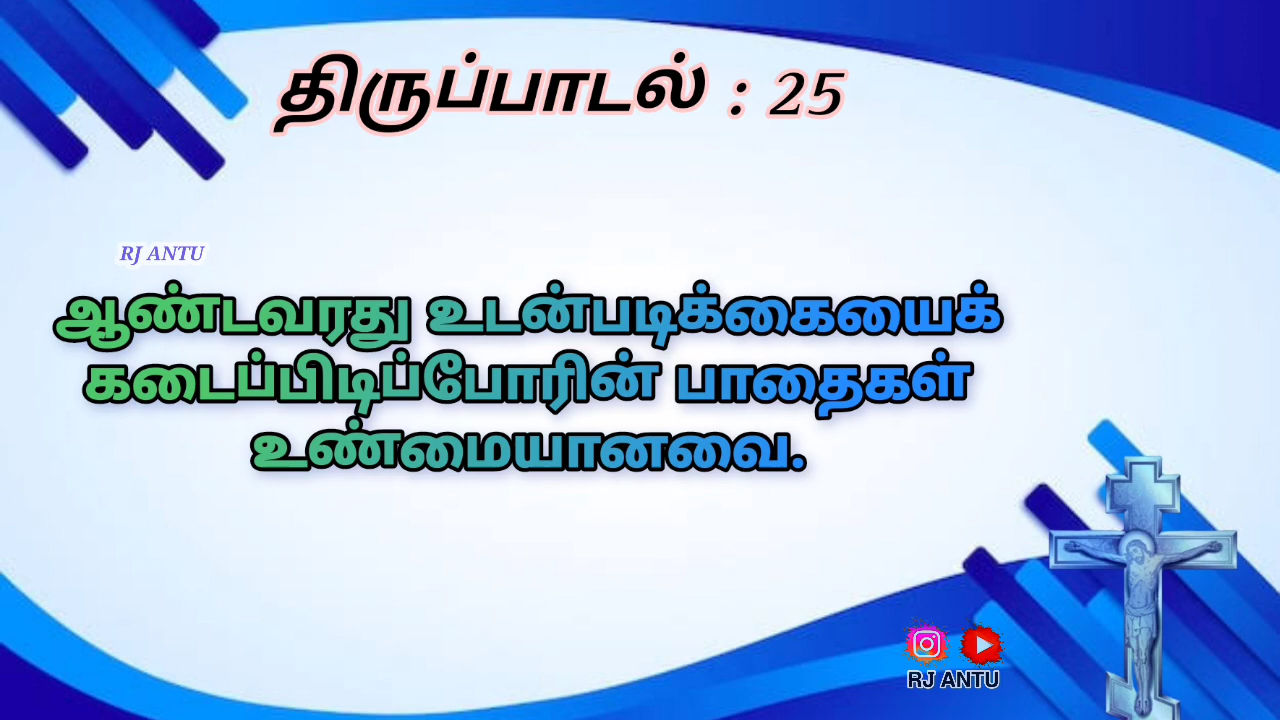 திருப்பாடல் : 25
RJ ANTU
ஆண்டவரது உடன்படிக்கையைக்
கடைப்பிடிப்போரின் பாதைகள்
உண்மையானவை.
RJ ANTU